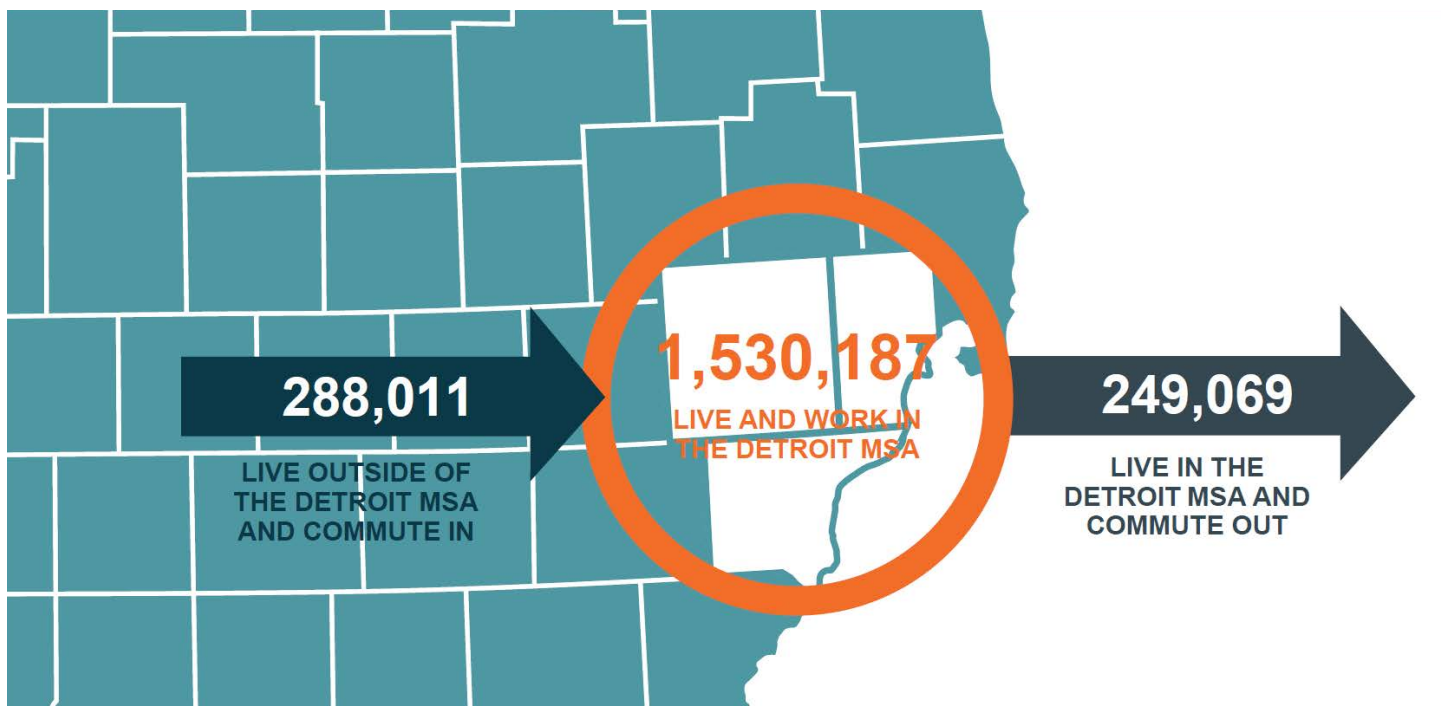 288,011
LIVE OUTSIDE OF
THE DETROIT MSA
AND COMMUTE IN
1,530,187
LIVE AND WORK IN
THE DETROIT MSA
249,069
LIVE IN THE
DETROIT MSA AND
COMMUTE OUT